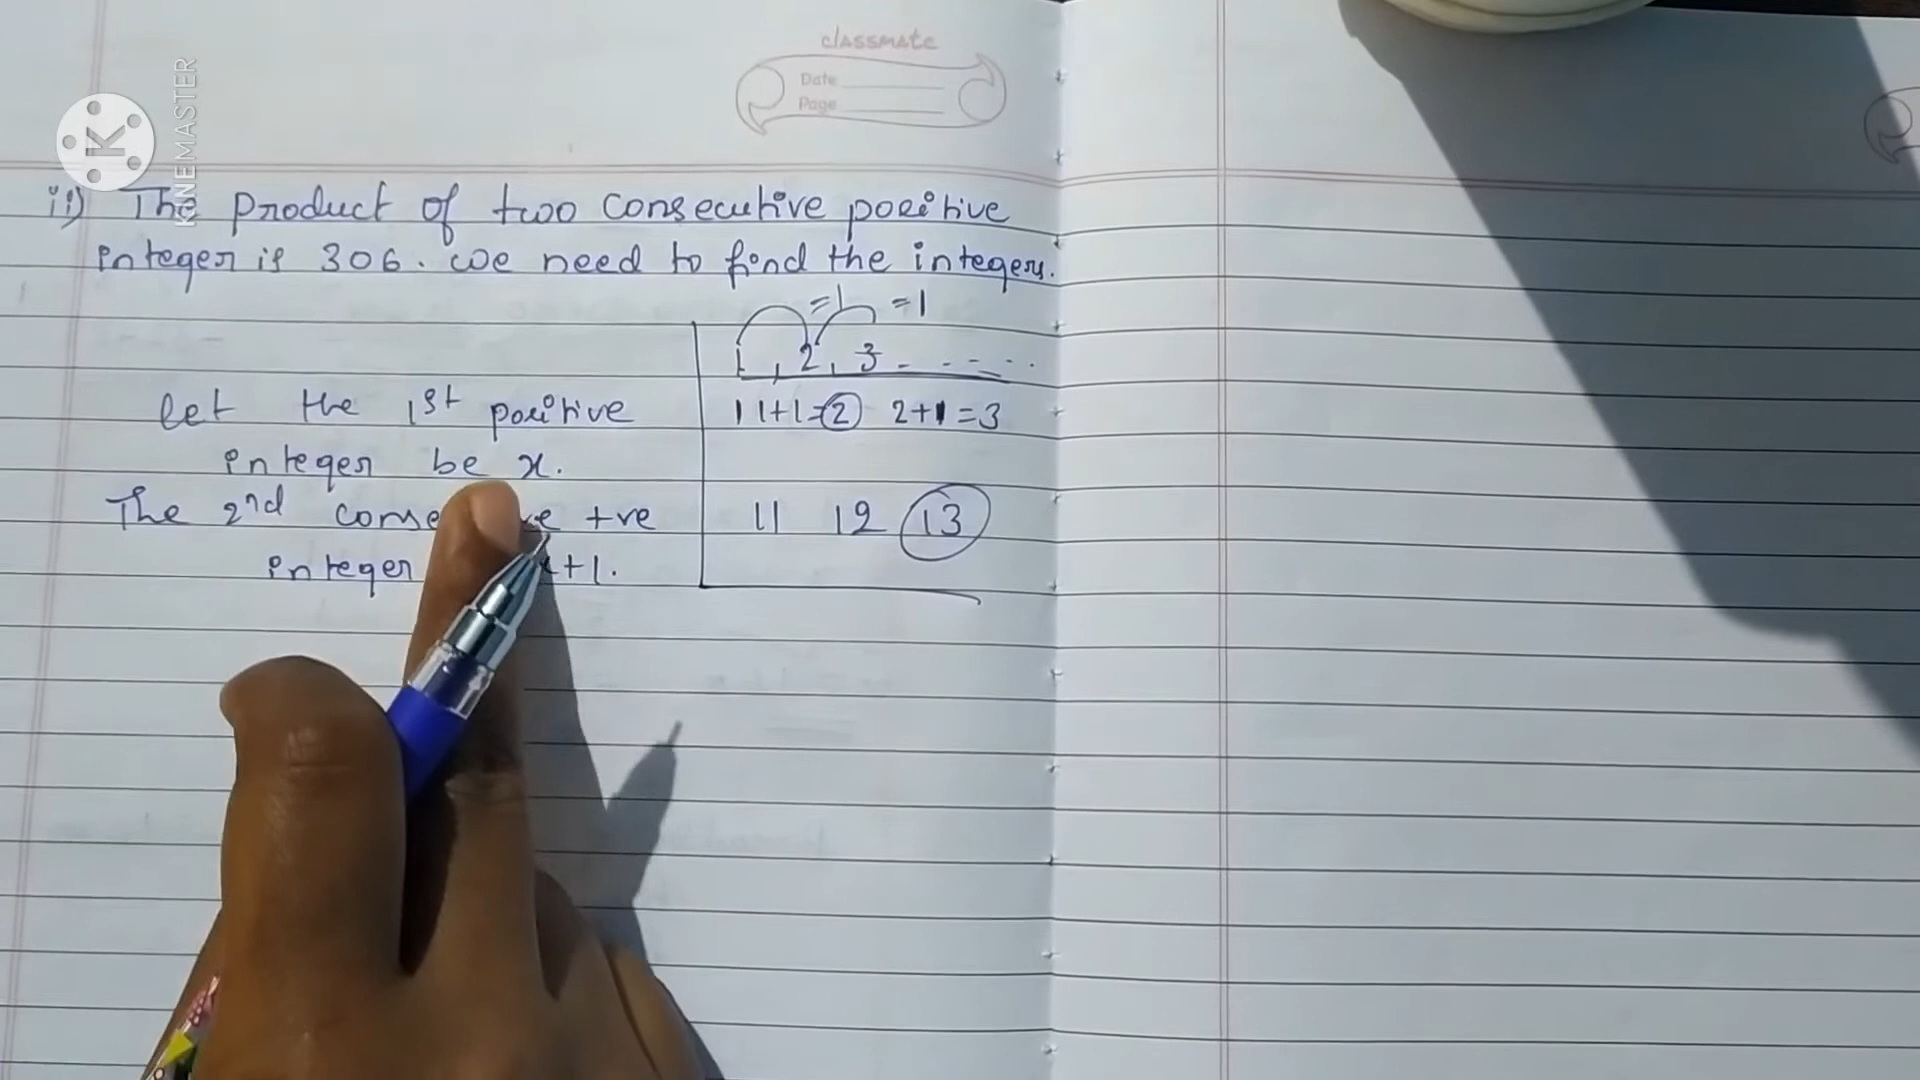 classmate
Date
Page
KINEMASTER
ii) The product of two consecutive positive
integer is 306. we need to find the integers.
=1 =1
1, 2, 3 - - - - -
Let the 1st positive
1 1+1=2 2+1=3
integer be x.
The 2nd +ve
11 12 13
integer x+1.